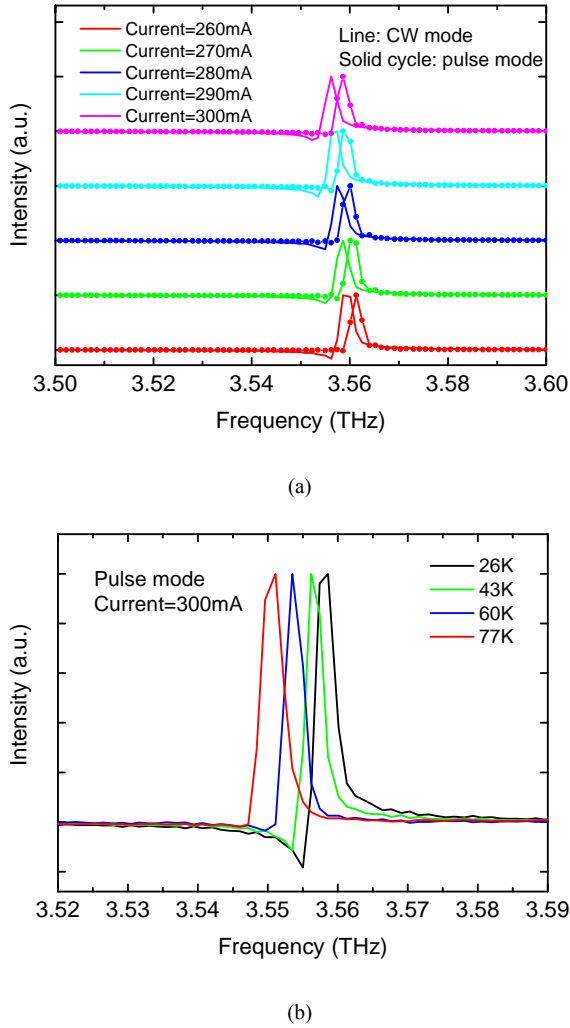 Current=260mA
Current=270mA
Current=280mA
Current=290mA
Current=300mA
Line: CW mode
Solid cycle: pulse mode
Intensity (a.u.)
3.50 3.52 3.54 3.56 3.58 3.60
Frequency (THz)
(a)
Pulse mode
Current=300mA
26K
43K
60K
77K
Intensity (a.u.)
3.52 3.53 3.54 3.55 3.56 3.57 3.58 3.59
Frequency (THz)
(b)